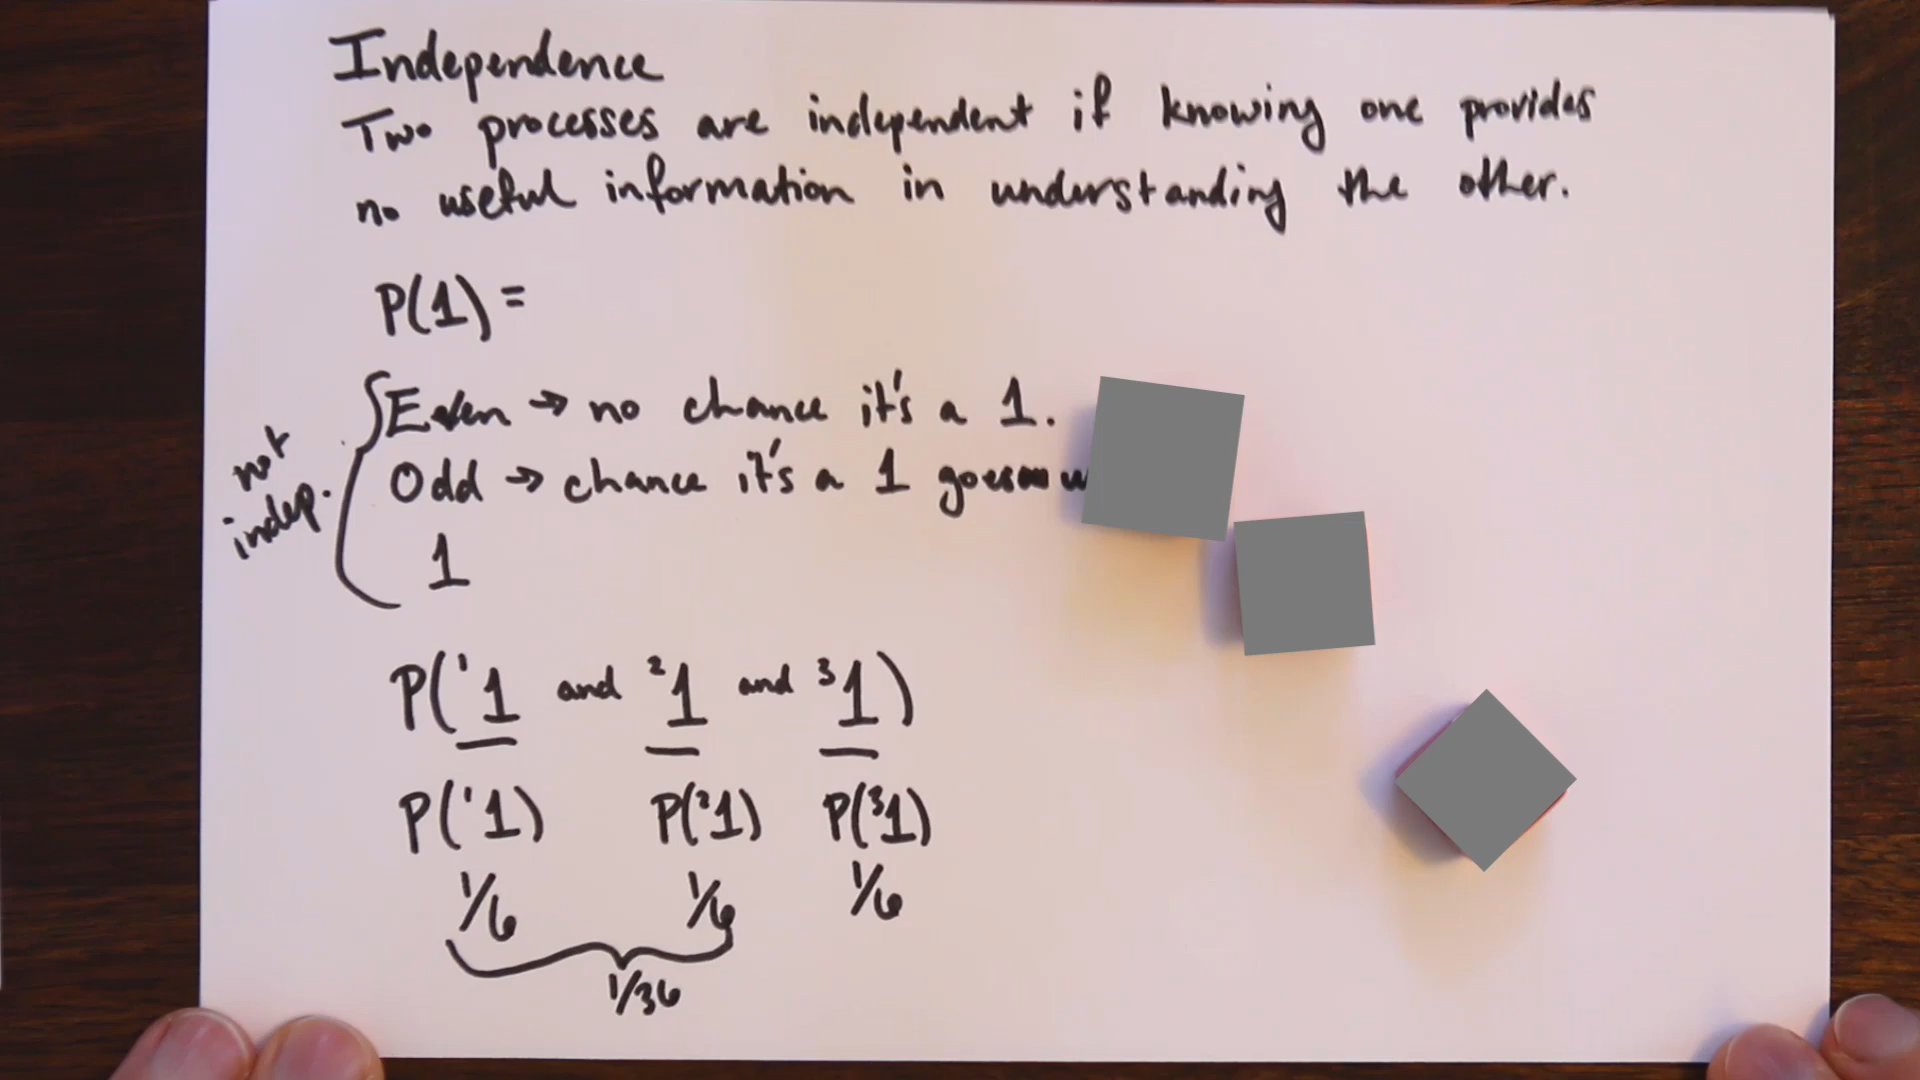 Independence
Two processes are independent if knowing one provides
no useful information in understanding the other.
P(1) =
Even → no chance it's a 1.
Odd → chance it's a 1 goes
1
not
indep.
P(¹1 and ²1 and ³1)
P(¹1) P(²1) P(³1)
1/6 1/6 1/6
1/36